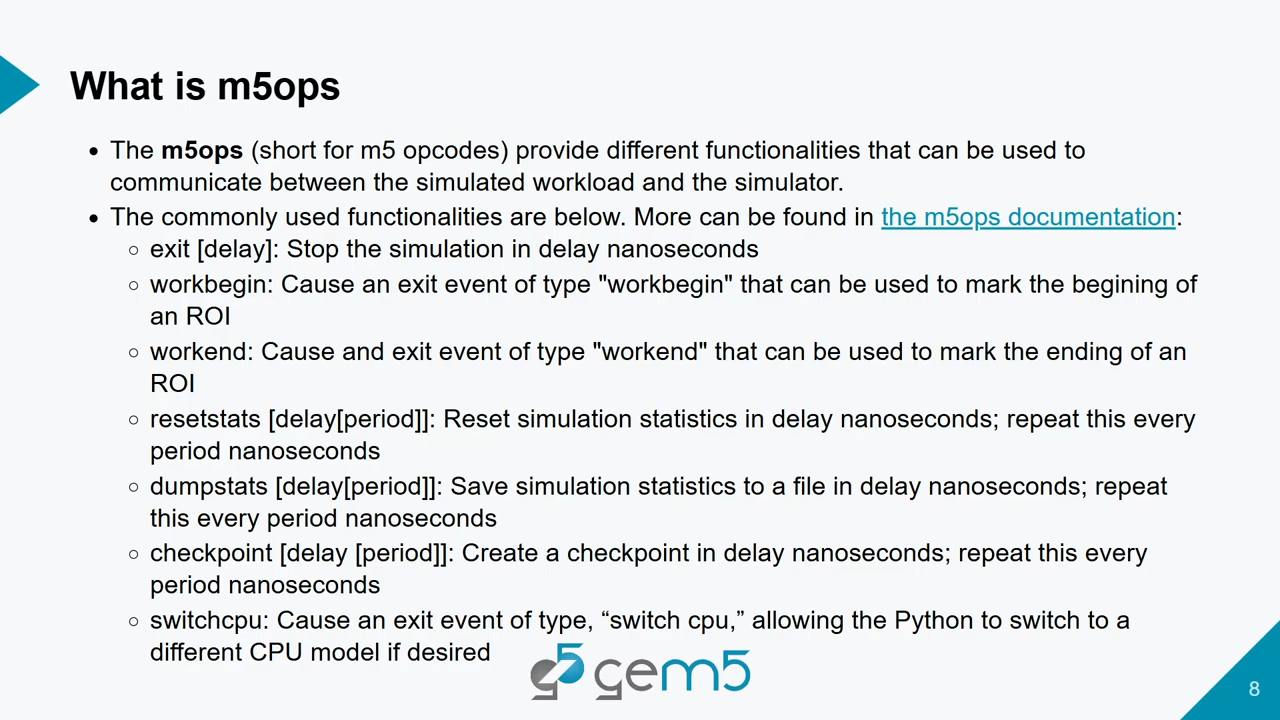 What is m5ops
• The m5ops (short for m5 opcodes) provide different functionalities that can be used to
communicate between the simulated workload and the simulator.
• The commonly used functionalities are below. More can be found in the m5ops documentation:
○ exit [delay]: Stop the simulation in delay nanoseconds
○ workbegin: Cause an exit event of type "workbegin" that can be used to mark the begining of
an ROI
○ workend: Cause and exit event of type "workend" that can be used to mark the ending of an
ROI
○ resetstats [delay[period]]: Reset simulation statistics in delay nanoseconds; repeat this every
period nanoseconds
○ dumpstats [delay[period]]: Save simulation statistics to a file in delay nanoseconds; repeat
this every period nanoseconds
○ checkpoint [delay [period]]: Create a checkpoint in delay nanoseconds; repeat this every
period nanoseconds
○ switchcpu: Cause an exit event of type, “switch cpu,” allowing the Python to switch to a
different CPU model if desired
g5 gem5
8